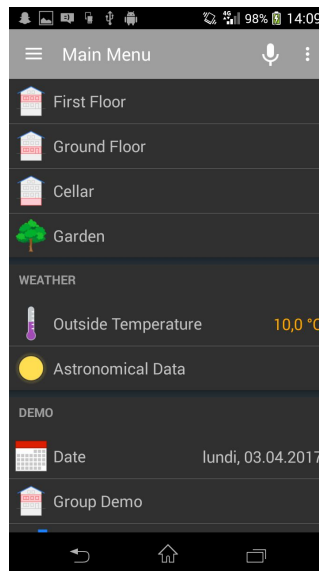 4G 98% 14:09
Main Menu
First Floor
Ground Floor
Cellar
Garden
WEATHER
Outside Temperature 10,0 °C
Astronomical Data
DEMO
Date lundi, 03.04.2017
Group Demo